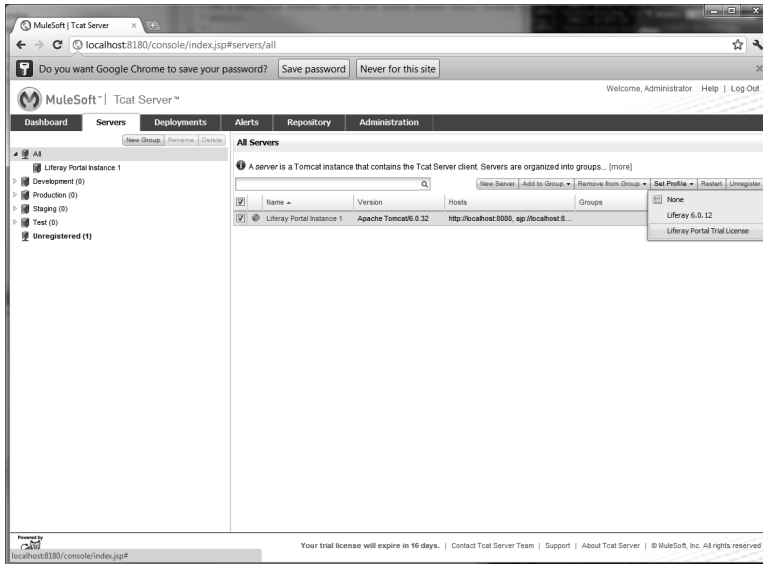 MuleSoft | Tcat Server
localhost:8180/console/index.jsp#servers/all
Do you want Google Chrome to save your password? Save password Never for this site
Welcome, Administrator Help | Log Out
MuleSoft™ | Tcat Server™
Dashboard Servers Deployments Alerts Repository Administration
New Group Rename Delete
All Servers
All
Liferay Portal Instance 1
Development (0)
Production (0)
Staging (0)
Test (0)
Unregistered (1)
A server is a Tomcat instance that contains the Tcat Server client. Servers are organized into groups... [more]
New Server Add to Group Remove from Group Set Profile Restart Unregister
Name Version Hosts Groups
Liferay Portal Instance 1 Apache Tomcat/6.0.32 http://localhost:8080, ajp://localhost:8...
None
Liferay 6.0.12
Liferay Portal Trial License
Powered by
localhost:8180/console/index.jsp#
Your trial license will expire in 16 days. | Contact Tcat Server Team | Support | About Tcat Server | © MuleSoft, Inc. All rights reserved